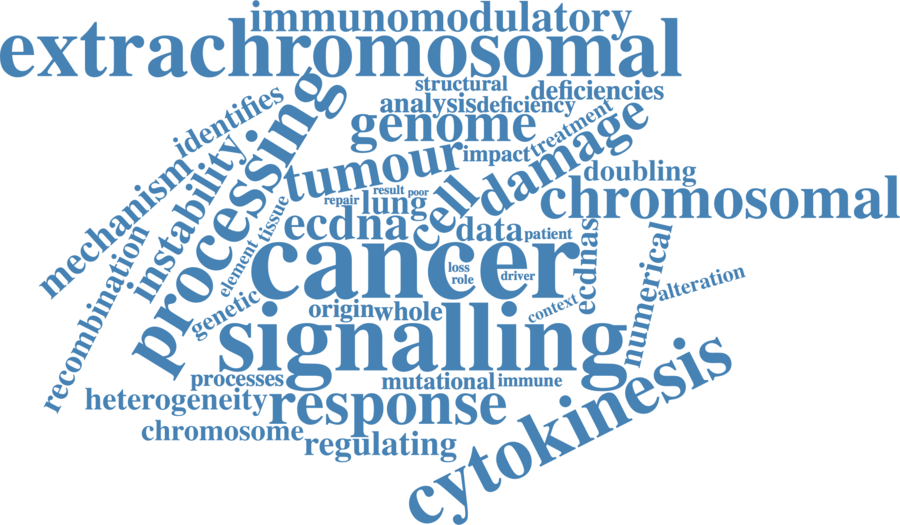 immunomodulatory
extrachromosomal
structural
deficiencies
analysis
deficiency
identifies
processing
genome
treatment
damage
impact
tumour
mechanism
instability
doubling
chromosomal
result
poor
repair
lung
cell
tissue
element
ecdna
data
patient
ecdnas
cancer
loss
role
driver
numerical
alteration
recombination
genetic
origin
whole
context
signalling
processes
mutational
immune
heterogeneity
response
cytokinesis
chromosome
regulating